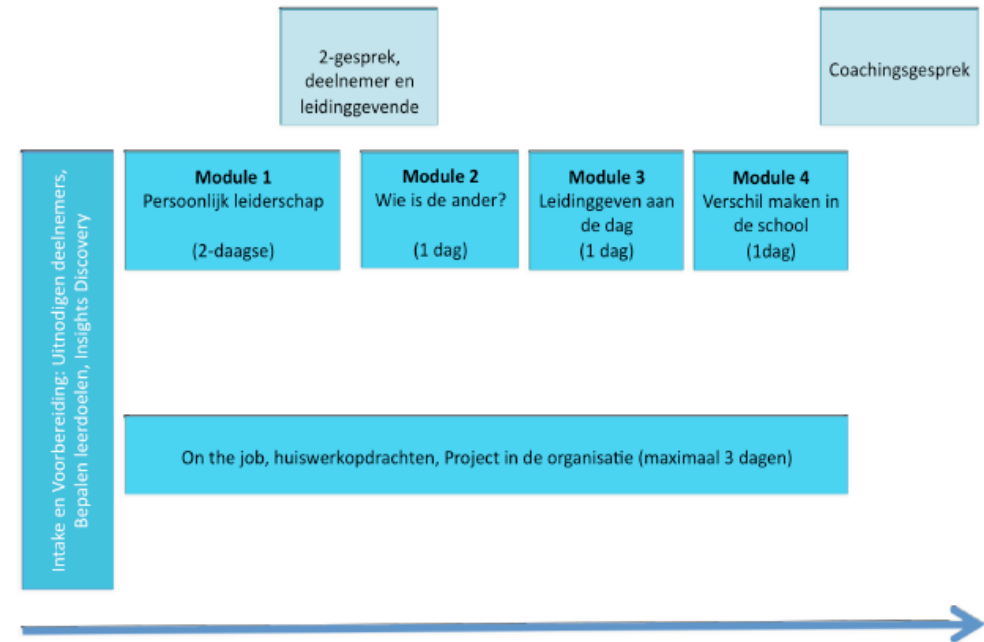 2-gesprek,
deelnemer en
leidinggevende
Coachingsgesprek
Intake en Voorbereiding: Uitnodigen deelnemers,
Bepalen leerdoelen, Insights Discovery
Module 1
Persoonlijk leiderschap
(2-daagse)
Module 2
Wie is de ander?
(1 dag)
Module 3
Leidinggeven aan
de dag
(1 dag)
Module 4
Verschil maken in
de school
(1dag)
On the job, huiswerkopdrachten, Project in de organisatie (maximaal 3 dagen)